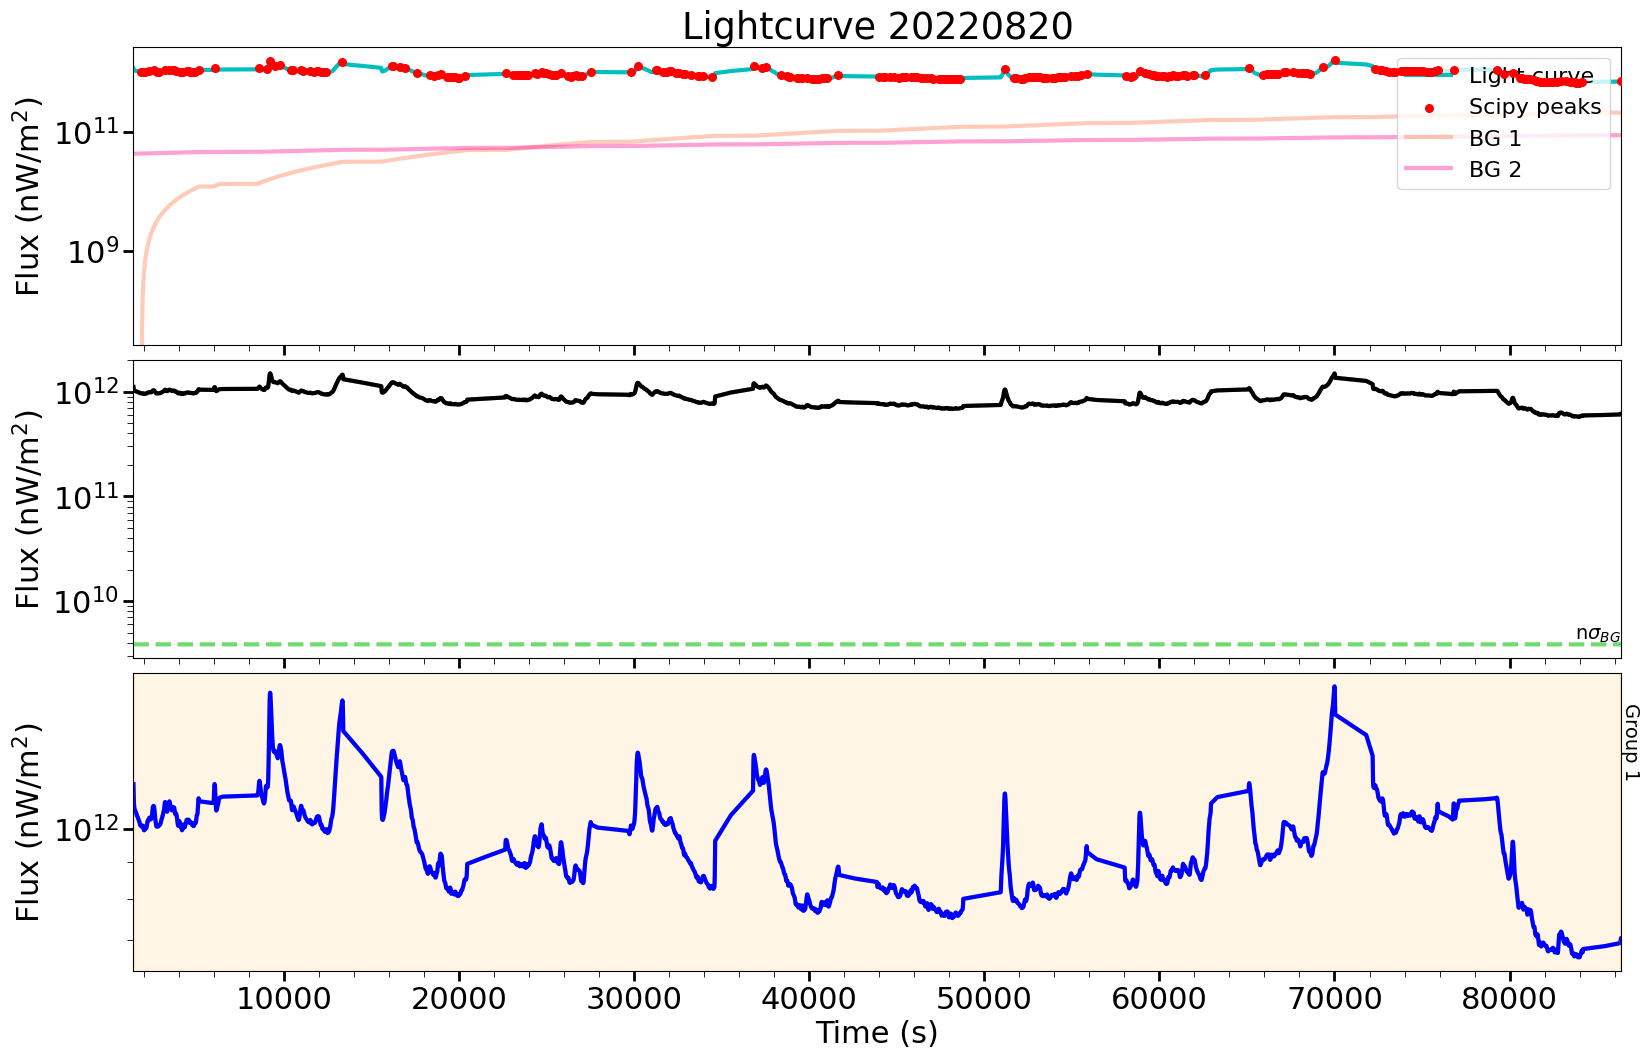 Lightcurve 20220820
Flux (nW/m²)
10¹¹
10⁹
Light curve
Scipy peaks
BG 1
BG 2
Flux (nW/m²)
10¹²
10¹¹
10¹⁰
nσ_BG
Flux (nW/m²)
10¹²
Group 1
10000 20000 30000 40000 50000 60000 70000 80000
Time (s)